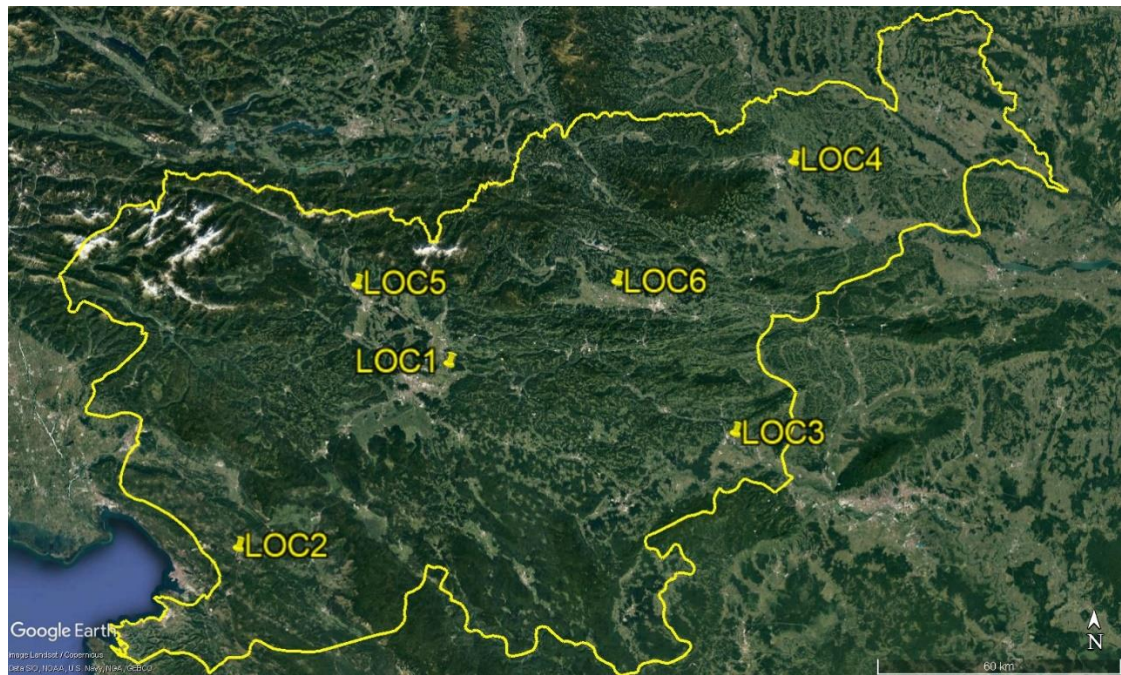 LOC4
LOC5
LOC6
LOC1
LOC3
LOC2
Google Earth
Image Landsat / Copernicus
Data SIO, NOAA, U.S. Navy, NGA, GEBCO
N
60 km